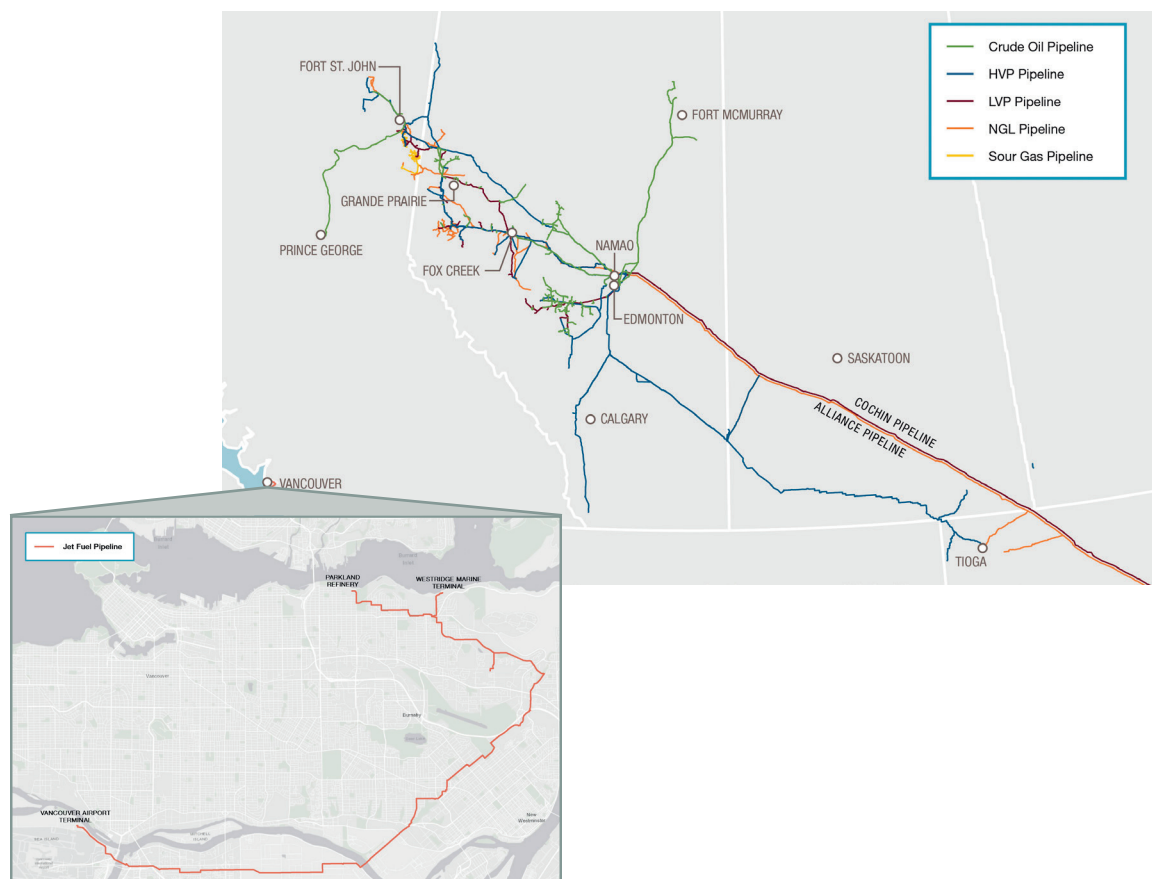 Crude Oil Pipeline
HVP Pipeline
LVP Pipeline
NGL Pipeline
Sour Gas Pipeline
FORT ST. JOHN
FORT MCMURRAY
GRANDE PRAIRIE
PRINCE GEORGE
FOX CREEK
NAMAO
EDMONTON
SASKATOON
CALGARY
COCHIN PIPELINE
ALLIANCE PIPELINE
VANCOUVER
TIOGA
Jet Fuel Pipeline
PARKLAND
REFINERY
WESTRIDGE MARINE
TERMINAL
Vancouver
Burnaby
VANCOUVER AIRPORT
TERMINAL
New
Westminster